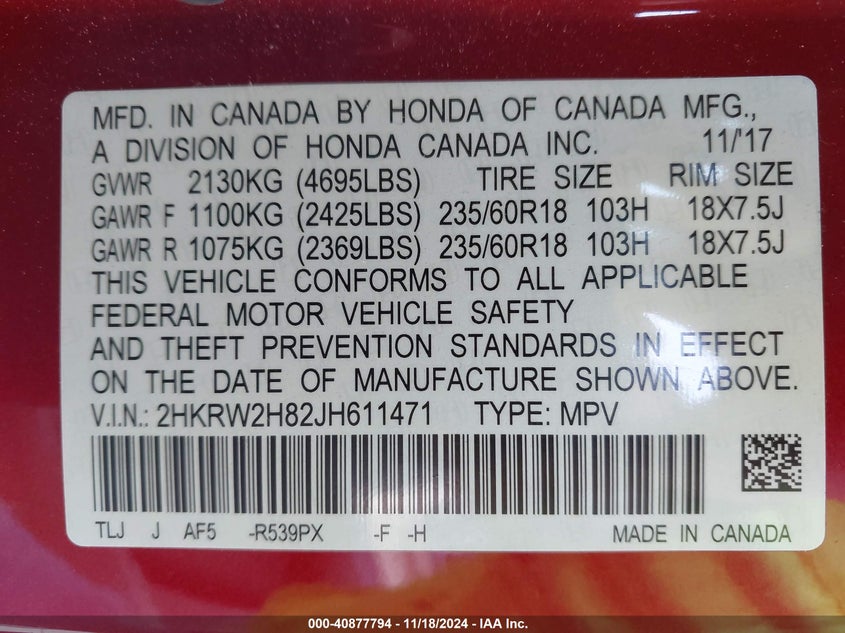 MFD. IN CANADA BY HONDA OF CANADA MFG.,
A DIVISION OF HONDA CANADA INC. 11/'17
GVWR 2130KG (4695LBS) TIRE SIZE RIM SIZE
GAWR F 1100KG (2425LBS) 235/60R18 103H 18X7.5J
GAWR R 1075KG (2369LBS) 235/60R18 103H 18X7.5J
THIS VEHICLE CONFORMS TO ALL APPLICABLE
FEDERAL MOTOR VEHICLE SAFETY
AND THEFT PREVENTION STANDARDS IN EFFECT
ON THE DATE OF MANUFACTURE SHOWN ABOVE.
V.I.N.: 2HKRW2H82JH611471 TYPE: MPV
TLJ J AF5 -R539PX -F -H MADE IN CANADA
000-40877794 - 11/18/2024 - IAA Inc.